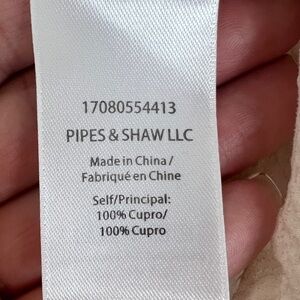 17080554413
PIPES & SHAW LLC
Made in China /
Fabriqué en Chine
Self/Principal:
100% Cupro/
100% Cupro